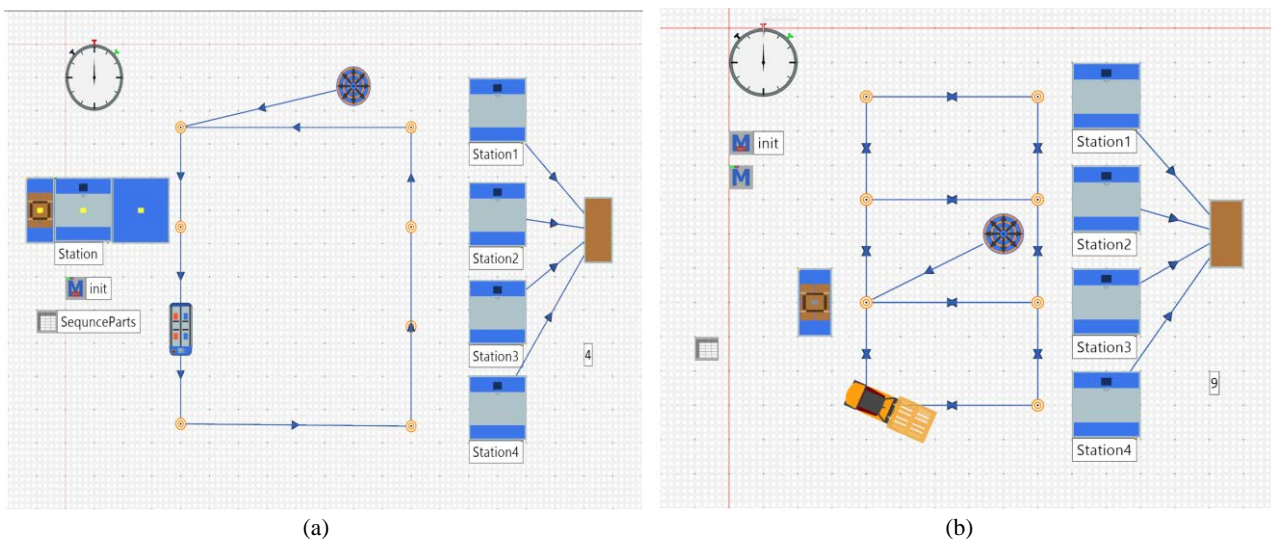 Station
init
SequnceParts
Station1
Station2
Station3
Station4
4
(a)
init
Station1
Station2
Station3
Station4
9
(b)